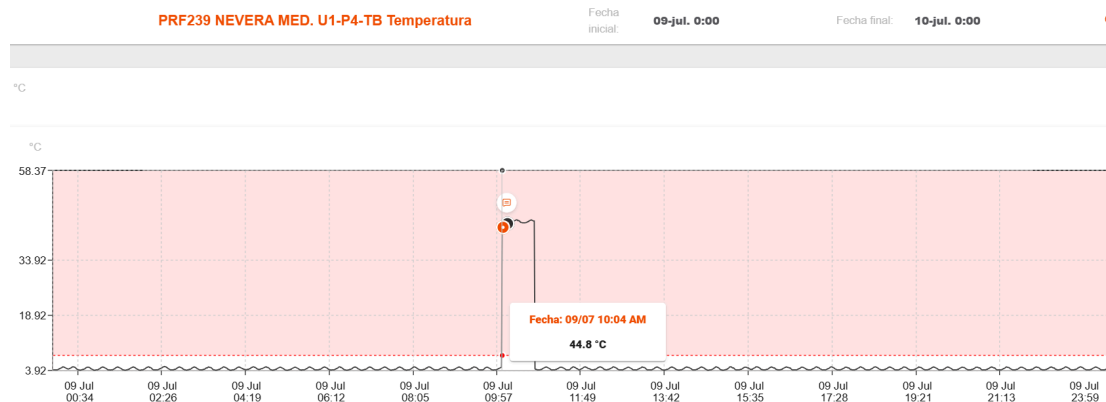 PRF239 NEVERA MED. U1-P4-TB Temperatura
Fecha inicial:
09-jul. 0:00
Fecha final:
10-jul. 0:00
°C
°C
58.37
33.92
18.92
3.92
Fecha: 09/07 10:04 AM
44.8 °C
09 Jul 09 Jul 09 Jul 09 Jul 09 Jul 09 Jul 09 Jul 09 Jul 09 Jul 09 Jul 09 Jul 09 Jul 09 Jul
00:34 02:26 04:19 06:12 08:05 09:57 11:49 13:42 15:35 17:28 19:21 21:13 23:59